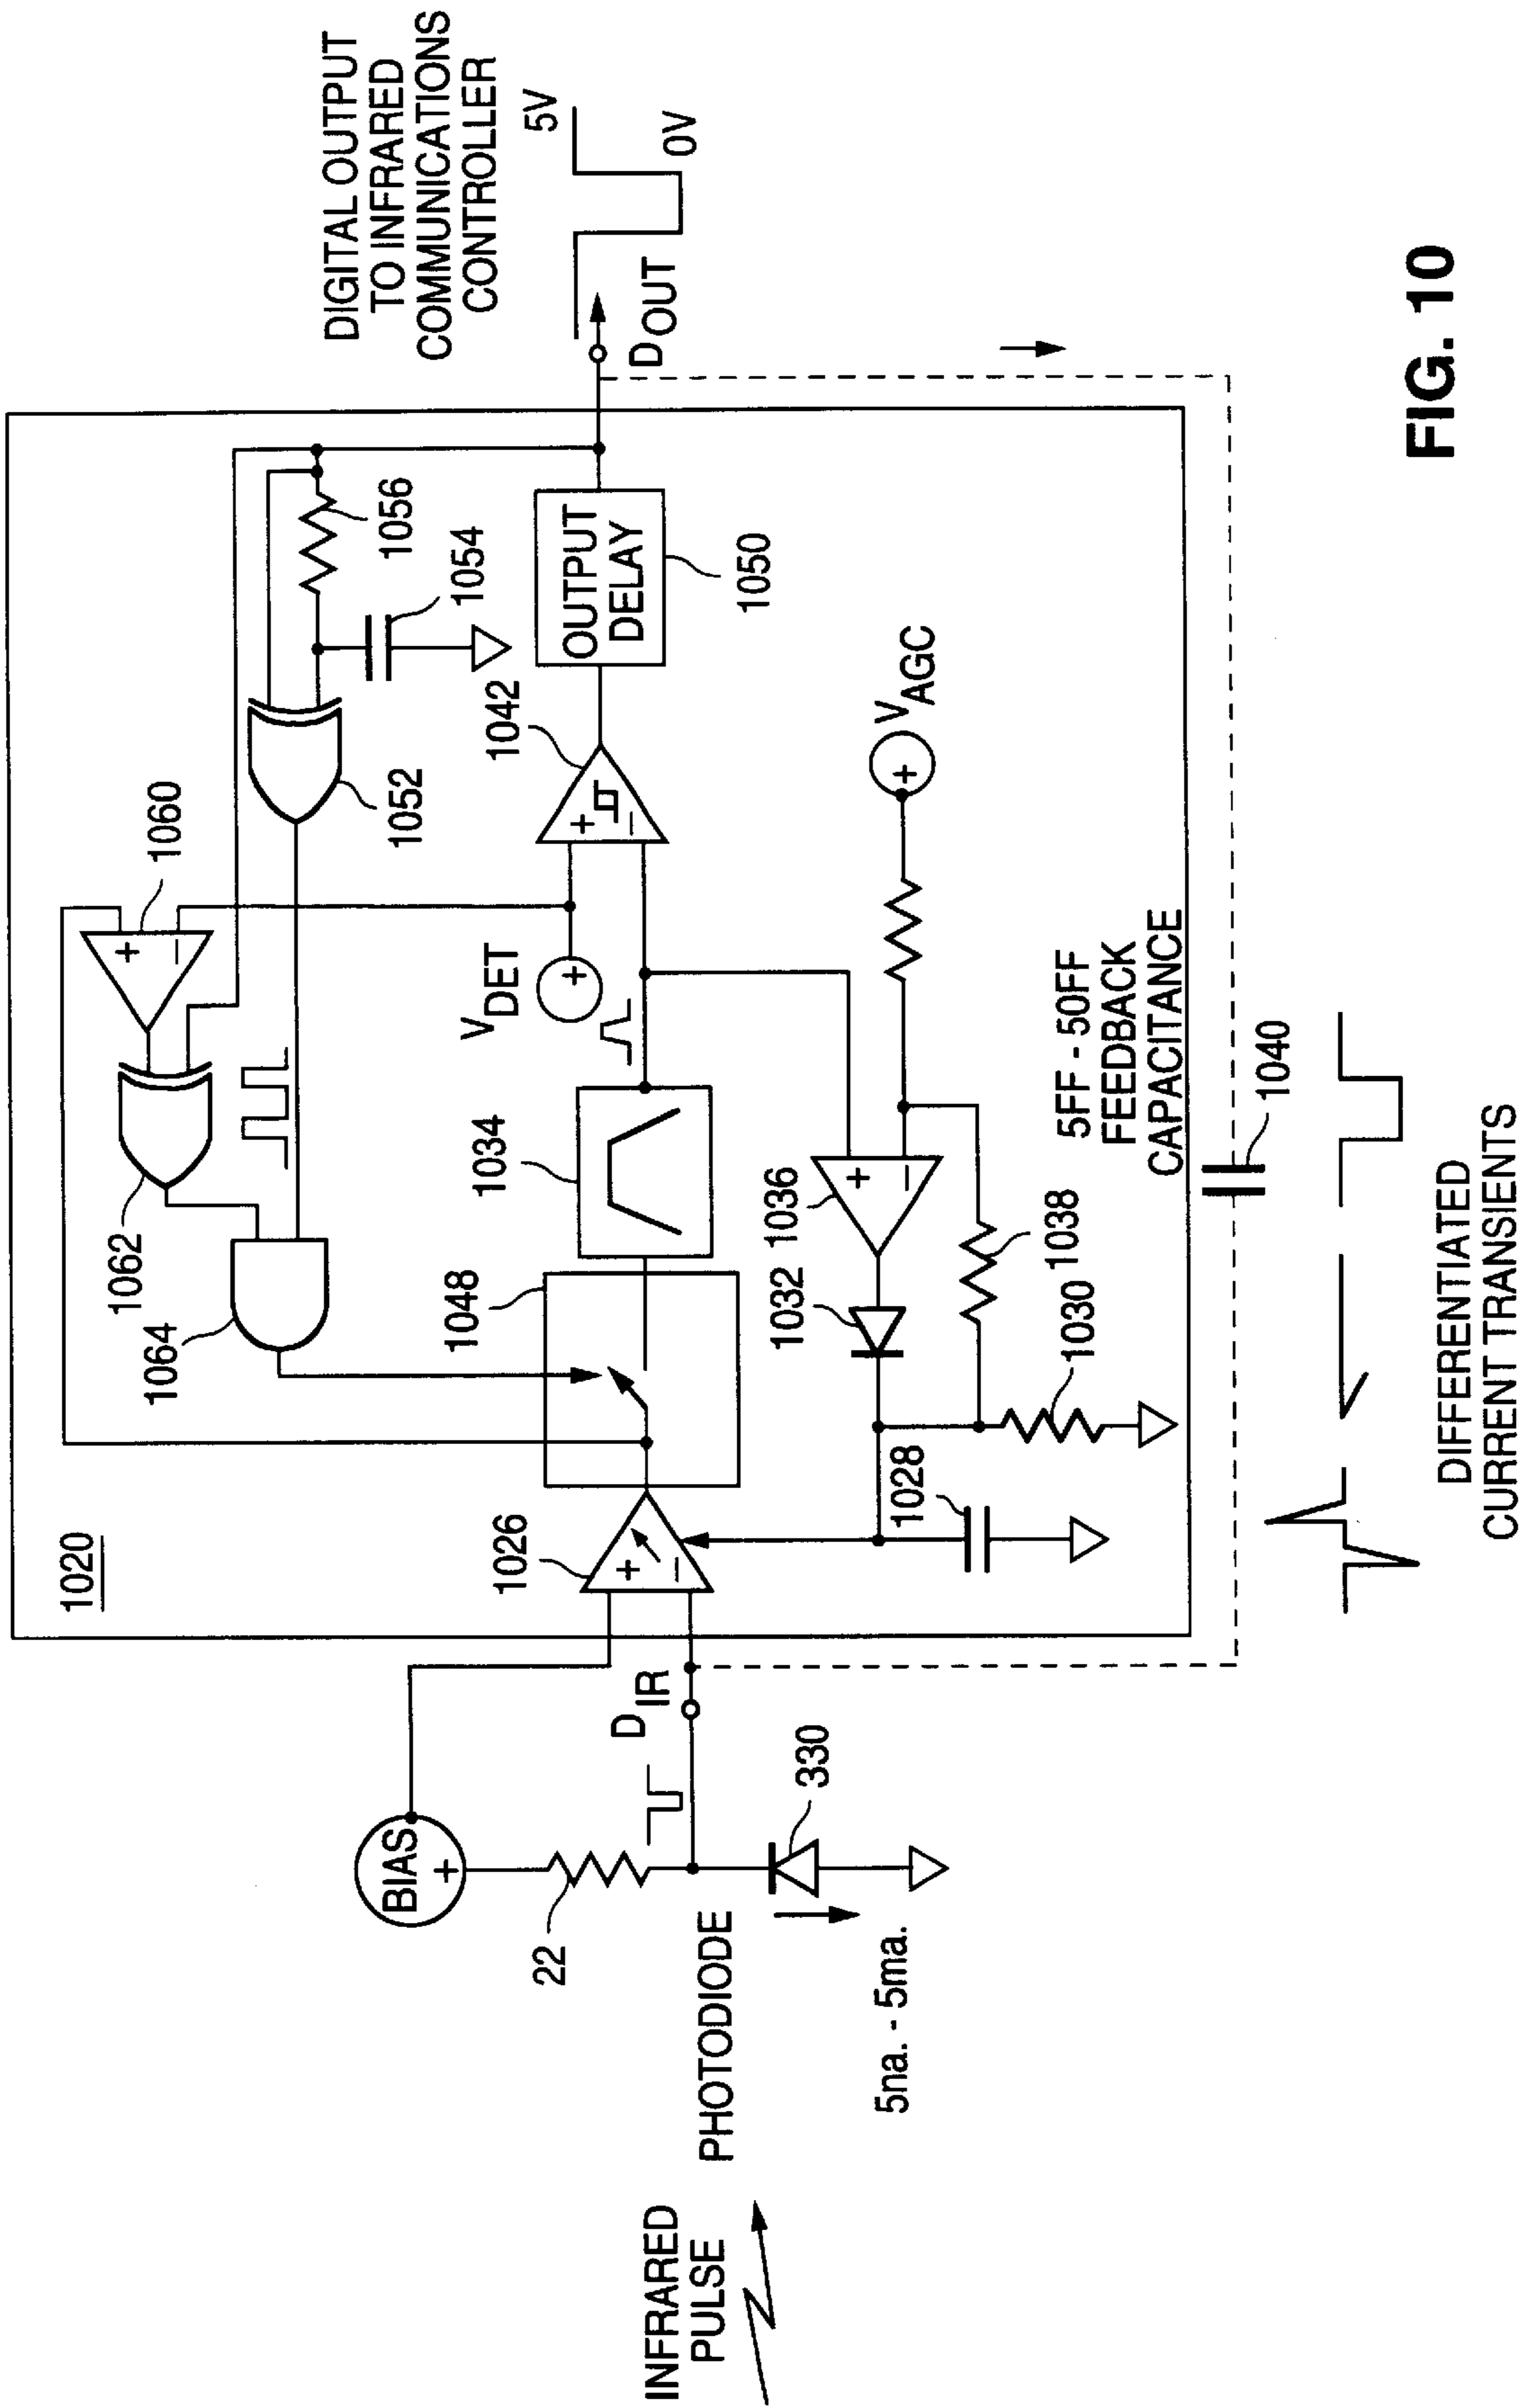 1020
DIGITAL OUTPUT
TO INFRARED
COMMUNICATIONS
CONTROLLER
5V
0V
DOUT
1060
1062
1064
1052
1056
1054
1042
OUTPUT
DELAY
1050
VDET
+
−
1048
1034
1026
BIAS
+
22
DIR
330
PHOTODIODE
5na. - 5ma.
INFRARED
PULSE
1036
1032
1038
1030
1028
VAGC
+
5FF - 50FF
FEEDBACK
CAPACITANCE
1040
DIFFERENTIATED
CURRENT TRANSIENTS
FIG. 10